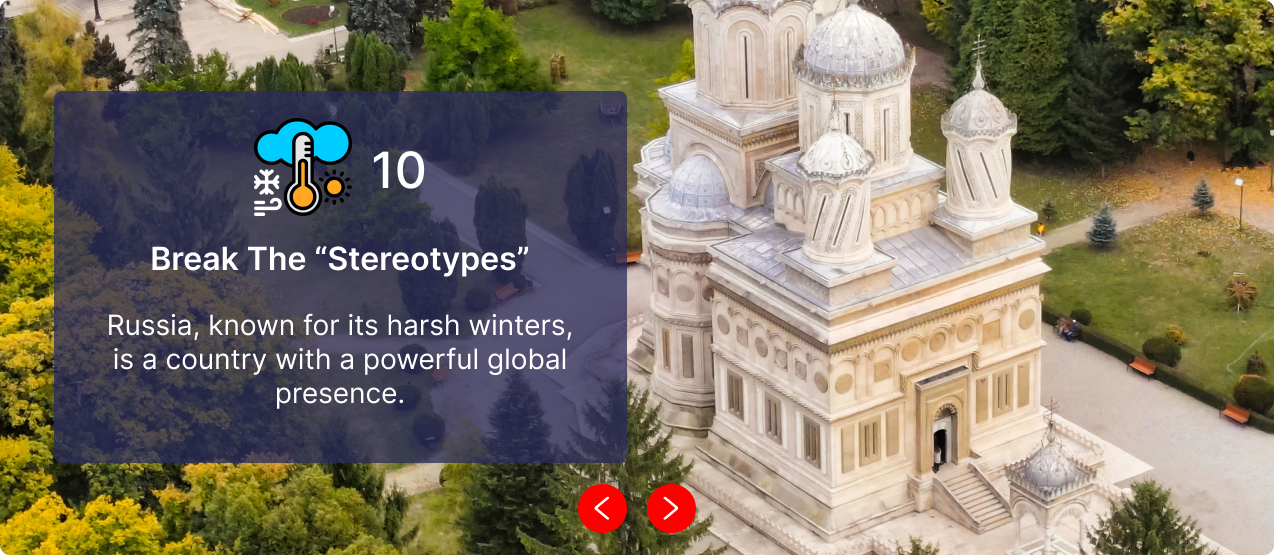 10
Break The “Stereotypes”
Russia, known for its harsh winters,
is a country with a powerful global
presence.